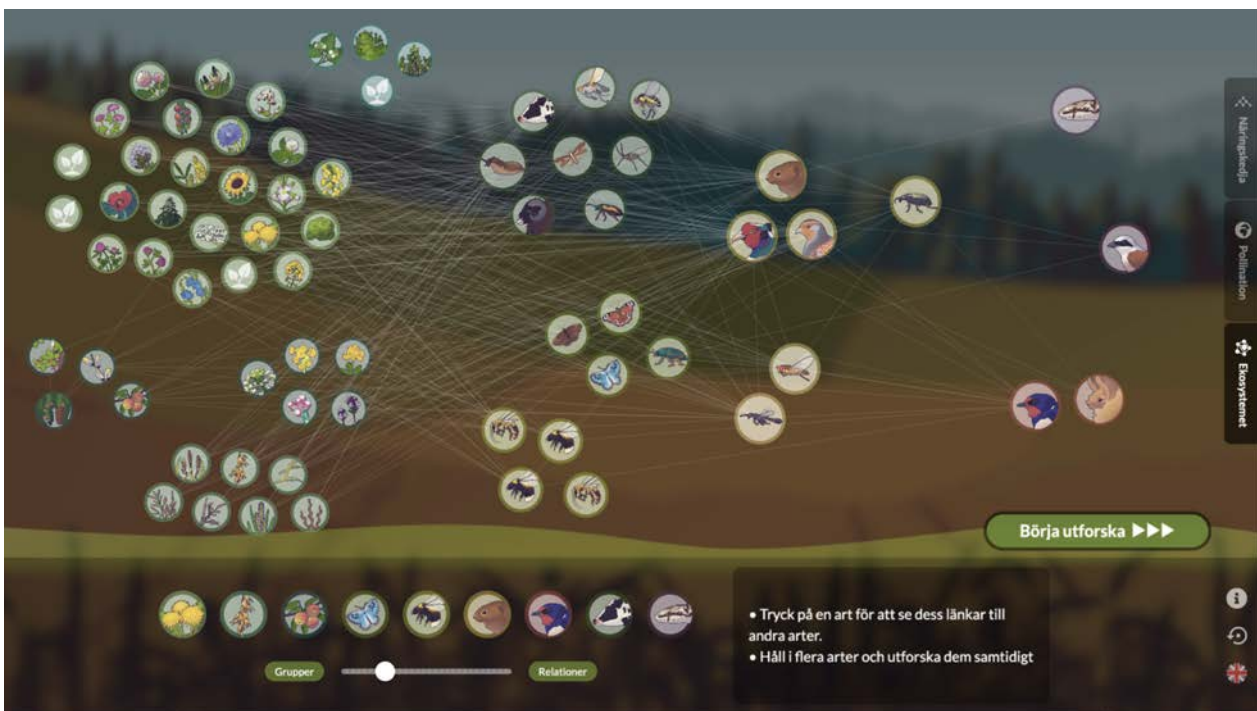 Näringskedja
Pollination
Ekosystemet
Börja utforska
• Tryck på en art för att se dess länkar till
andra arter.
• Håll i flera arter och utforska dem samtidigt
Grupper
Relationer
i